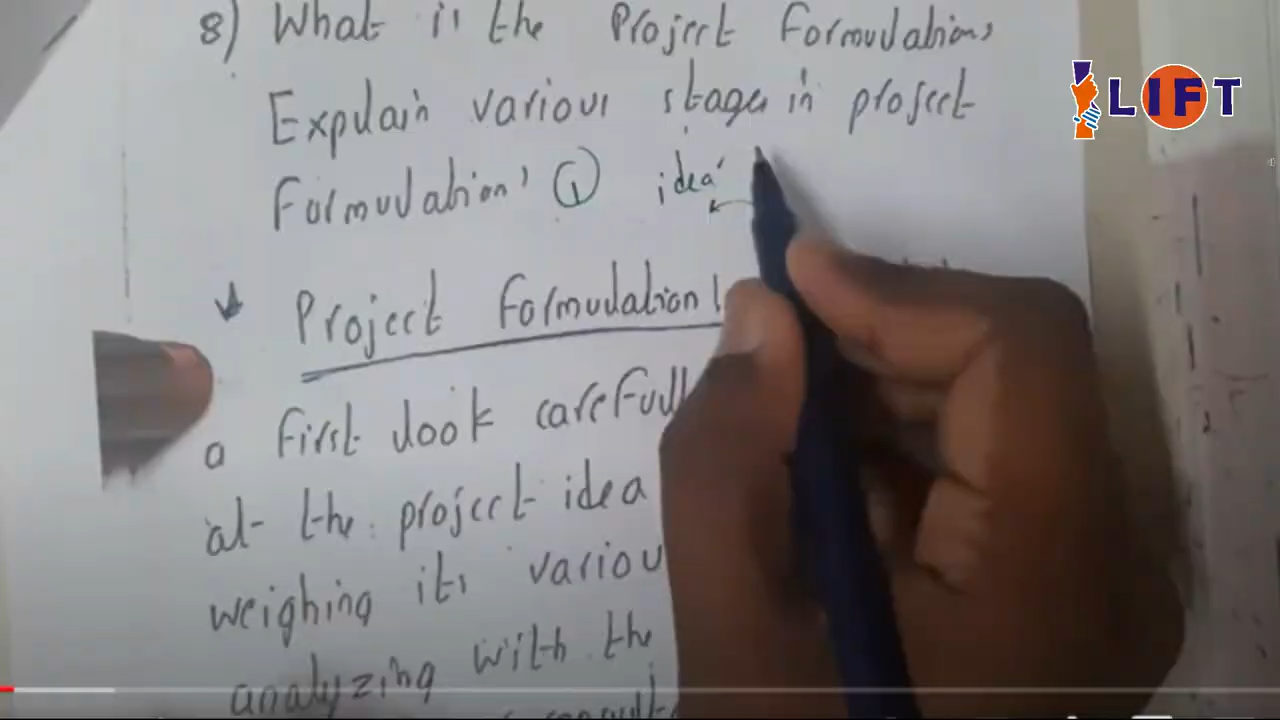 8) What is the Project Formulation,
Explain various stages in project
Formulation' ① idea'
Project Formulation!
a first look carefull
at the project idea
weighing its variou
analyzing with the
LIFT